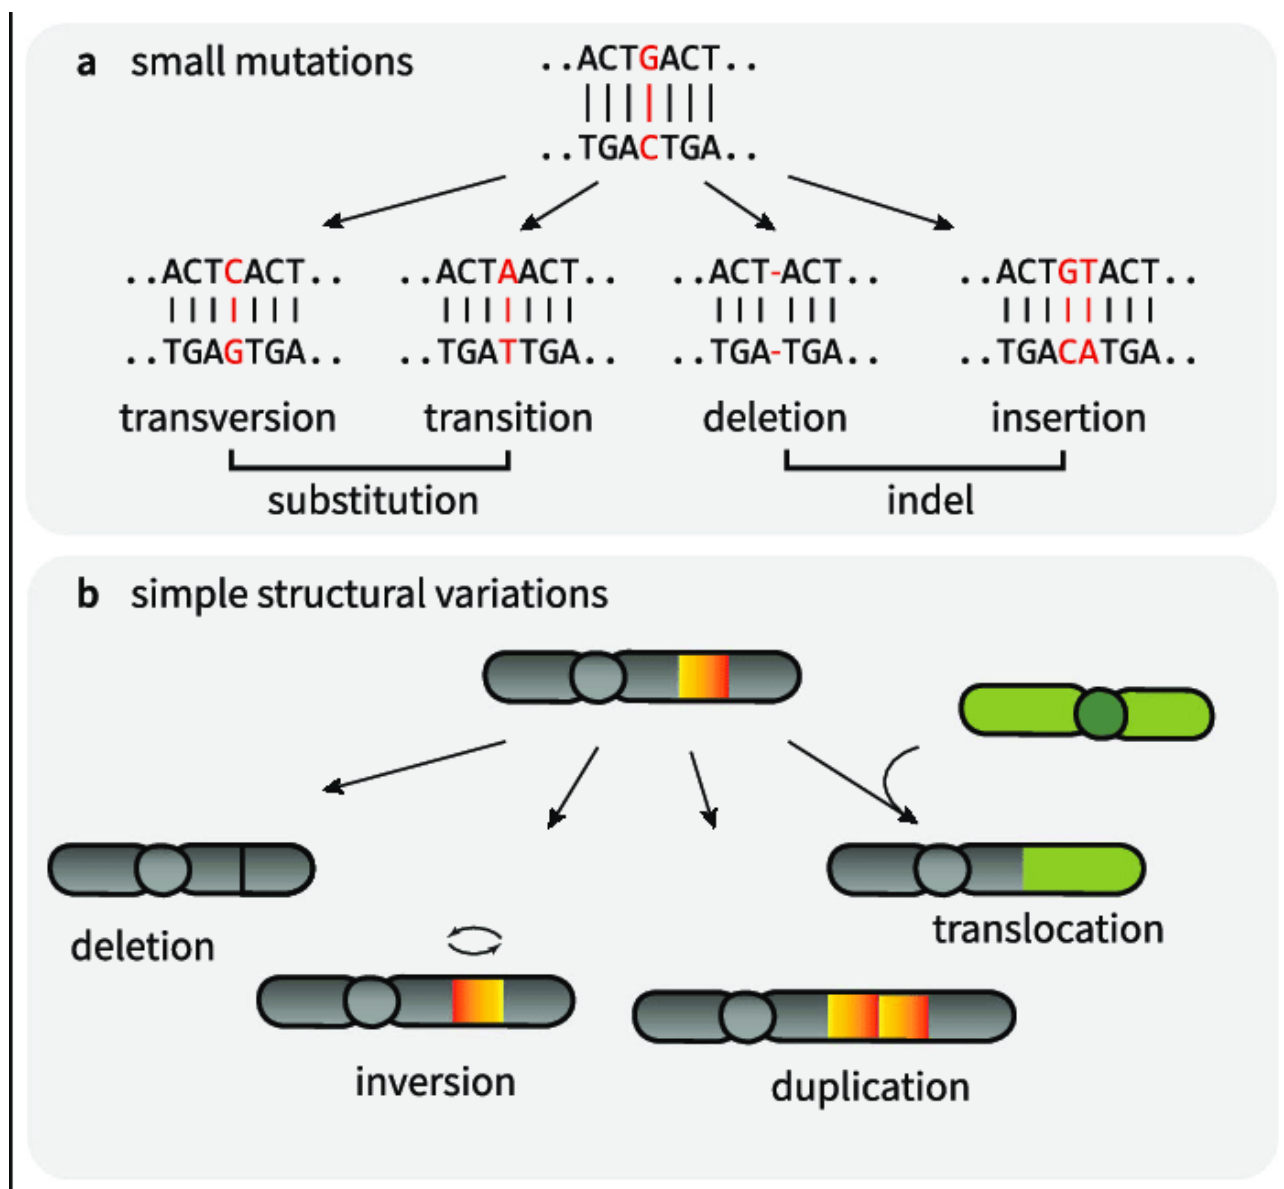 a small mutations
..ACTGACT..
..TGACTGA..
..ACTCACT.. ..ACTAACT.. ..ACT-ACT.. ..ACTGTACT..
..TGAGTGA.. ..TGATTGA.. ..TGA-TGA.. ..TGACATGA..
transversion transition deletion insertion
substitution indel
b simple structural variations
translocation
deletion
inversion
duplication